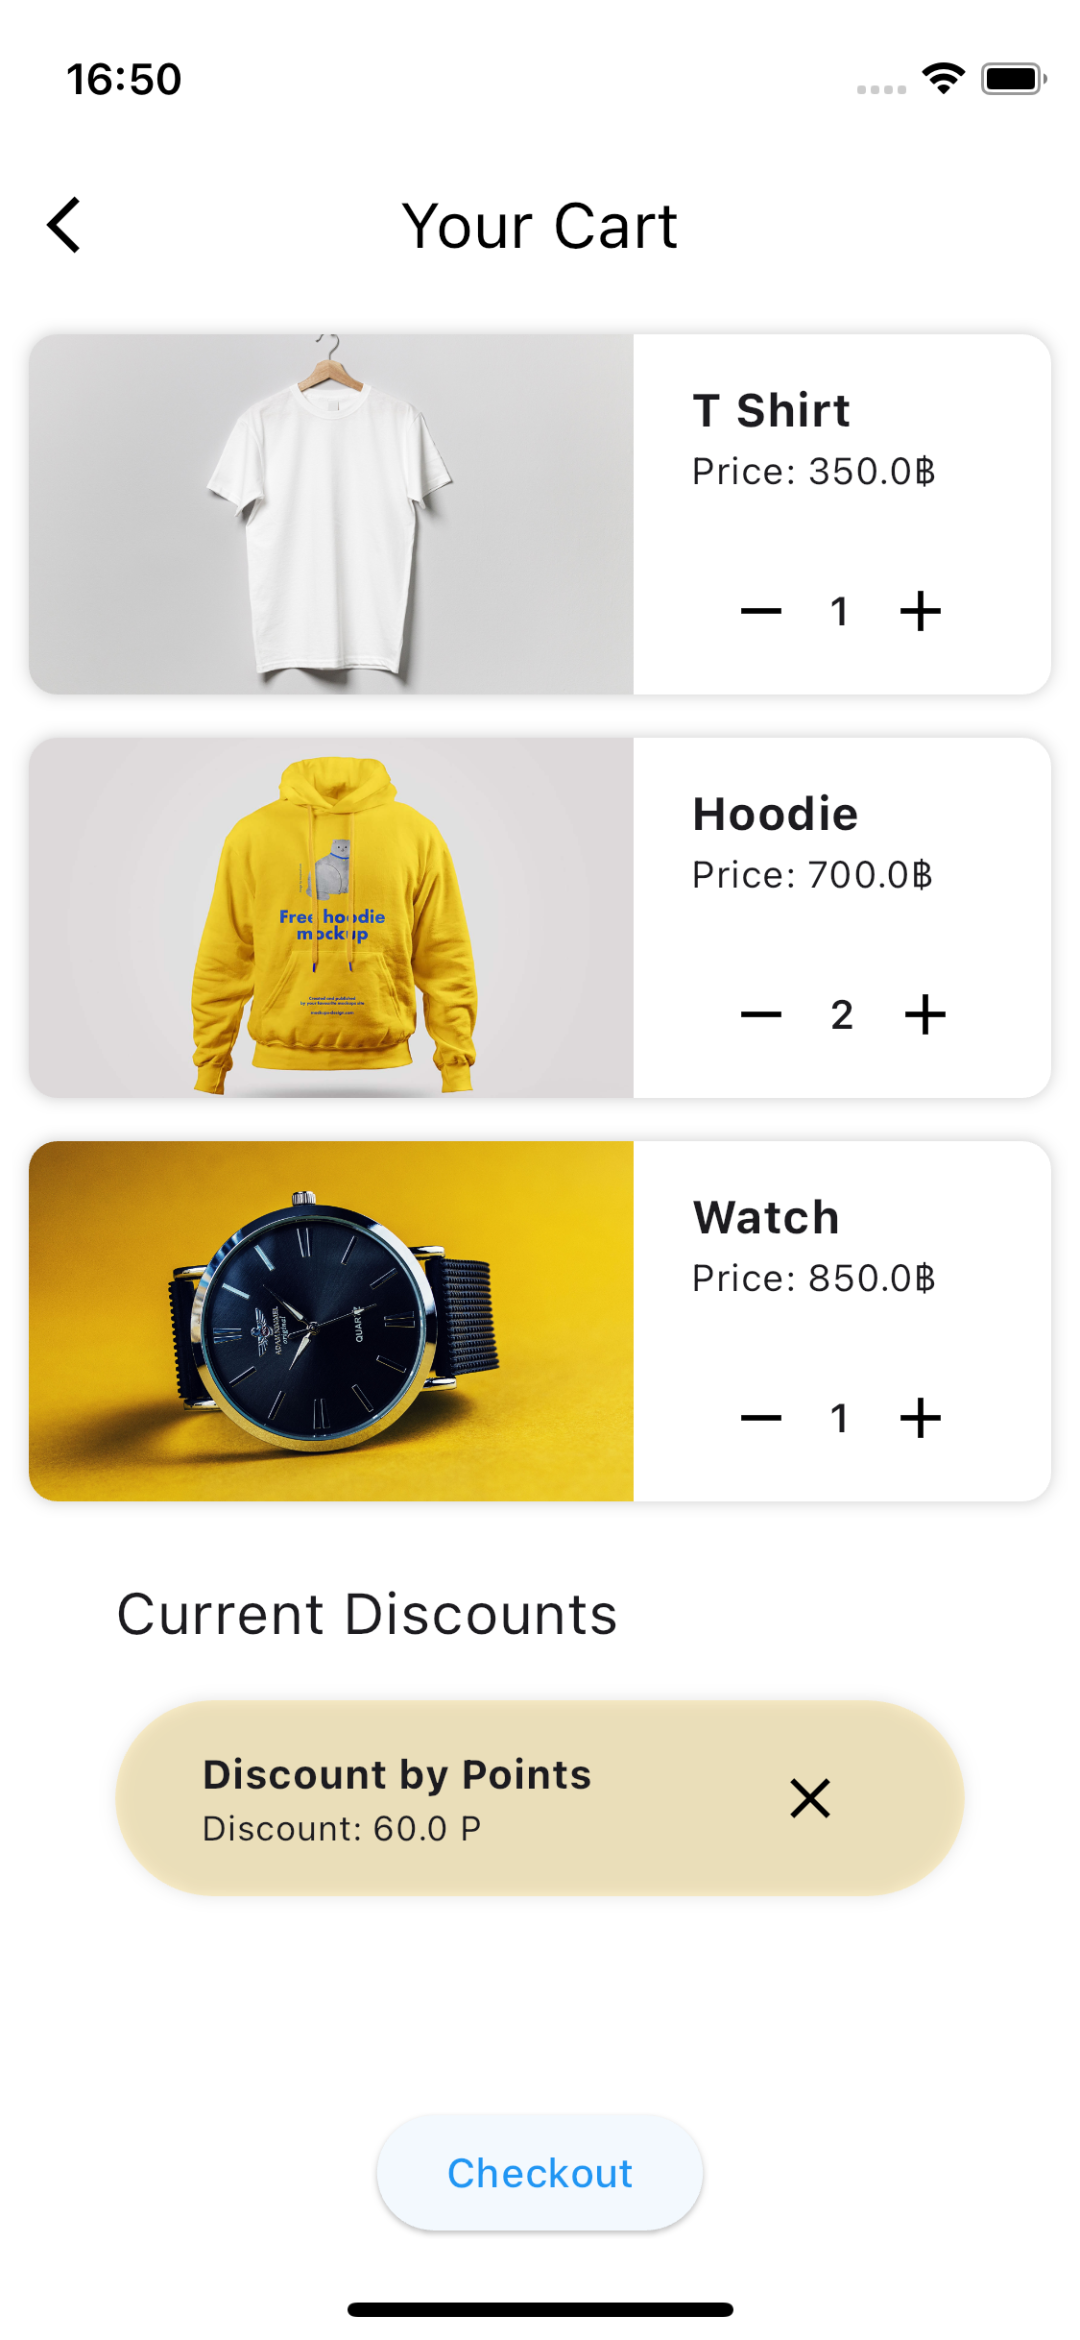 16:50
Your Cart
T Shirt
Price: 350.0฿
1
Free hoodie
mockup
Hoodie
Price: 700.0฿
2
QUARTZ
Watch
Price: 850.0฿
1
Current Discounts
Discount by Points
Discount: 60.0 P
Checkout